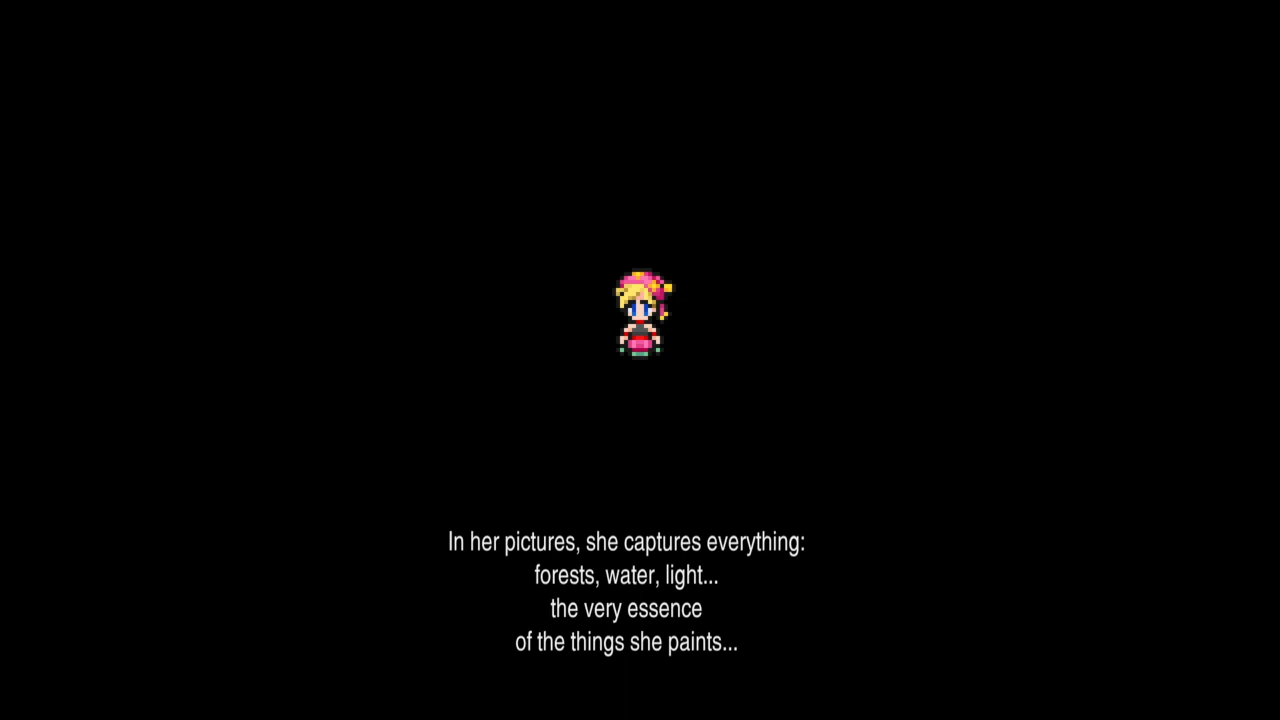 In her pictures, she captures everything:
forests, water, light...
the very essence
of the things she paints...